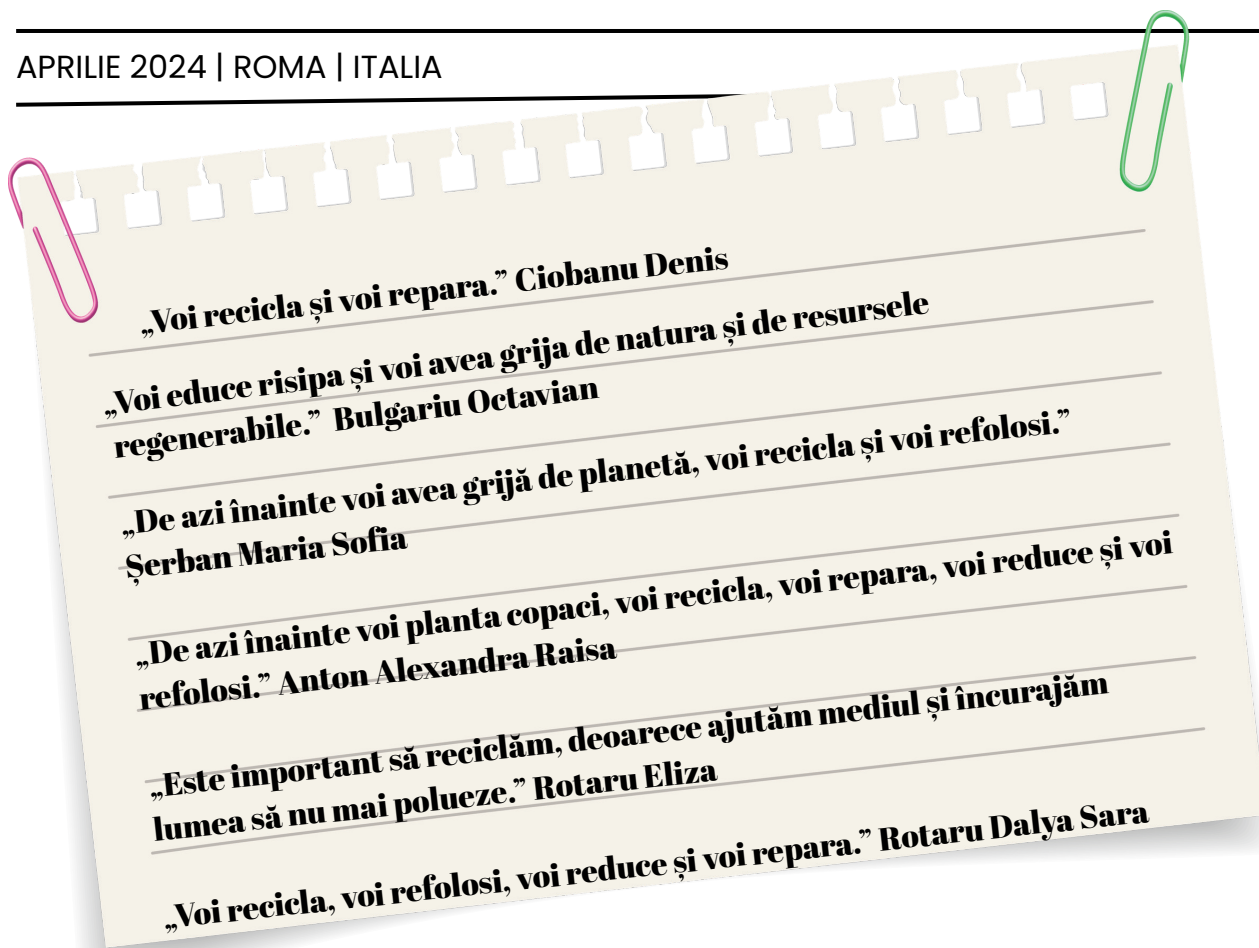 APRILIE 2024 | ROMA | ITALIA
„Voi recicla și voi repara.” Ciobanu Denis
„Voi educe risipa și voi avea grija de natura și de resursele
regenerabile.” Bulgariu Octavian
„De azi înainte voi avea grijă de planetă, voi recicla și voi refolosi.”
Șerban Maria Sofia
„De azi înainte voi planta copaci, voi recicla, voi repara, voi reduce și voi
refolosi.” Anton Alexandra Raisa
„Este important să reciclăm, deoarece ajutăm mediul și încurajăm
lumea să nu mai polueze.” Rotaru Eliza
„Voi recicla, voi refolosi, voi reduce și voi repara.” Rotaru Dalya Sara